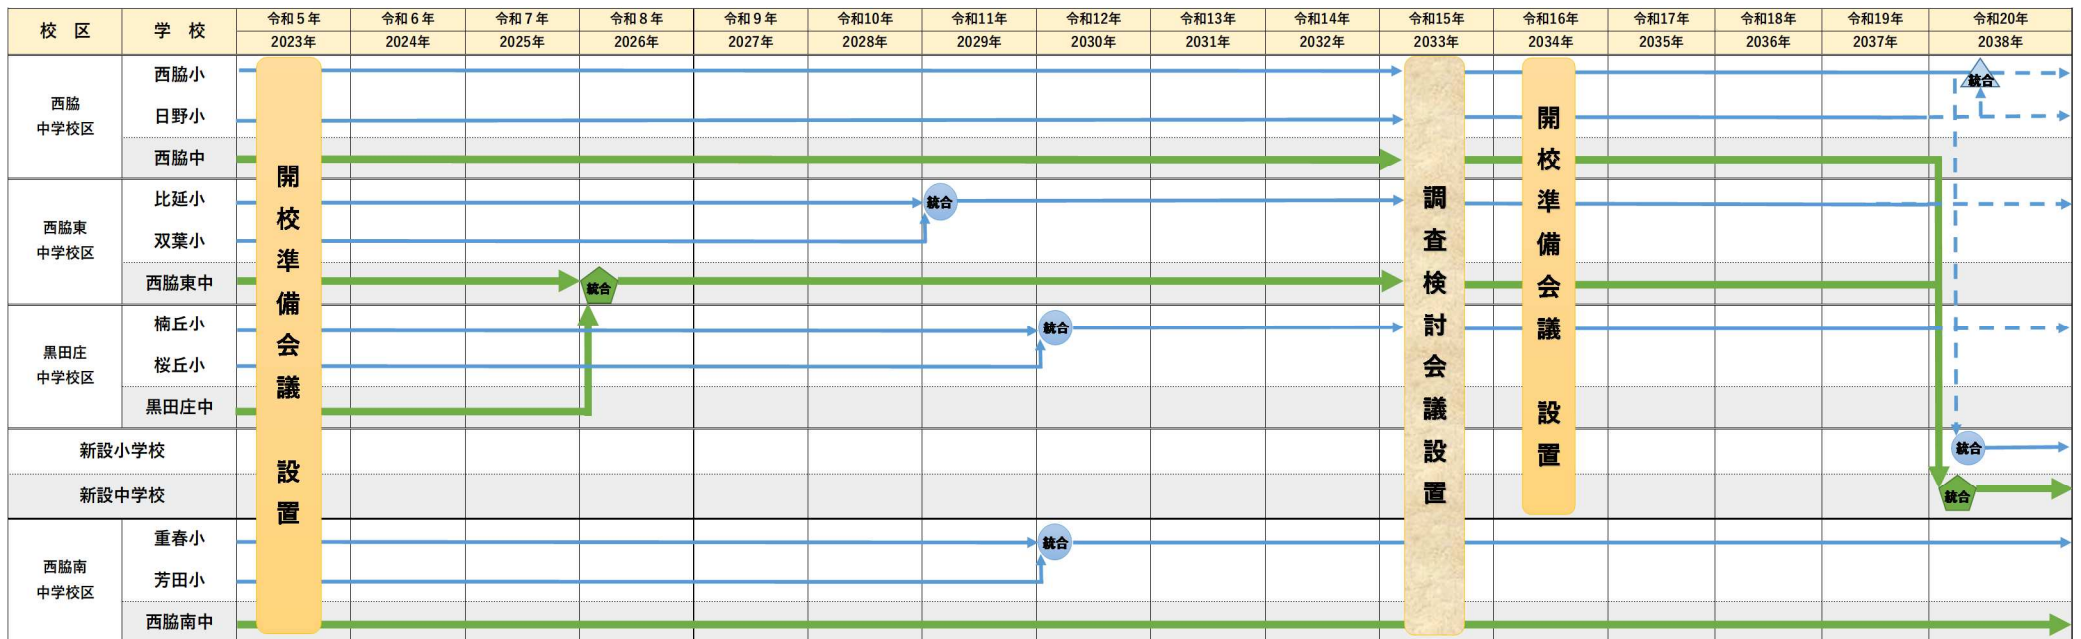 校 区 学 校 令和５年 令和６年 令和７年 令和８年 令和９年 令和10年 令和11年 令和12年 令和13年 令和14年 令和15年 令和16年 令和17年 令和18年 令和19年 令和20年
2023年 2024年 2025年 2026年 2027年 2028年 2029年 2030年 2031年 2032年 2033年 2034年 2035年 2036年 2037年 2038年
西脇
中学校区
西脇小
統合
日野小
西脇中
西脇東
中学校区
比延小
統合
双葉小
西脇東中
統合
黒田庄
中学校区
楠丘小
統合
桜丘小
黒田庄中
新設小学校
統合
新設中学校
統合
西脇南
中学校区
重春小
統合
芳田小
西脇南中
開校準備会議 設置
調査検討会議設置
開校準備会議 設置